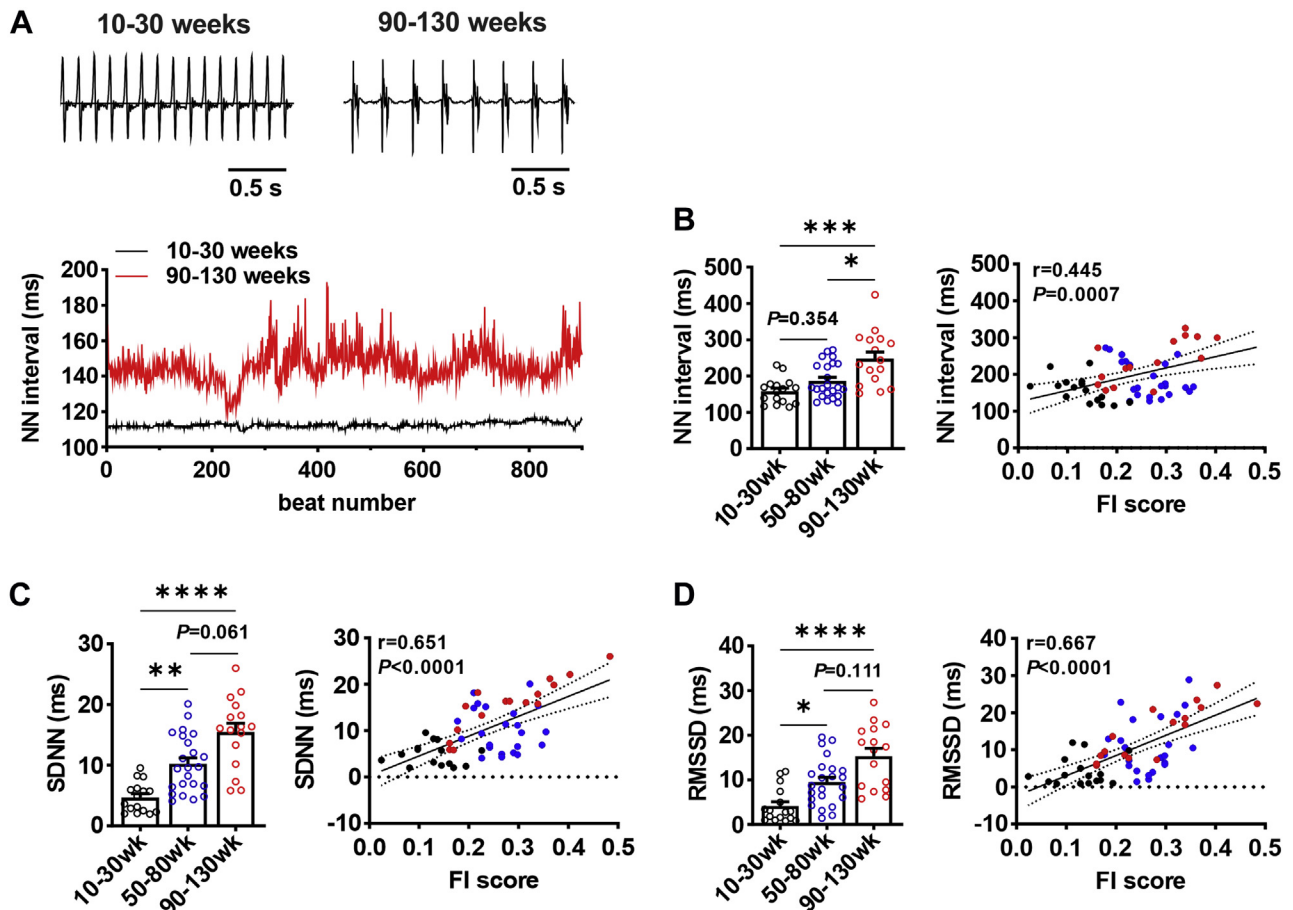 A
10-30 weeks
90-130 weeks
0.5 s
0.5 s
10-30 weeks
90-130 weeks
NN interval (ms)
200
180
160
140
120
100
0
200
400
600
800
beat number
B
NN interval (ms)
500
400
300
200
100
0
***
*
P=0.354
10-30wk
50-80wk
90-130wk
NN interval (ms)
500
400
300
200
100
0
r=0.445
P=0.0007
0.0
0.1
0.2
0.3
0.4
0.5
FI score
C
SDNN (ms)
30
20
10
0
****
P=0.061
**
10-30wk
50-80wk
90-130wk
SDNN (ms)
30
20
10
0
-10
r=0.651
P<0.0001
0.0
0.1
0.2
0.3
0.4
0.5
FI score
D
RMSSD (ms)
40
30
20
10
0
****
P=0.111
*
10-30wk
50-80wk
90-130wk
RMSSD (ms)
40
30
20
10
0
-10
r=0.667
P<0.0001
0.0
0.1
0.2
0.3
0.4
0.5
FI score